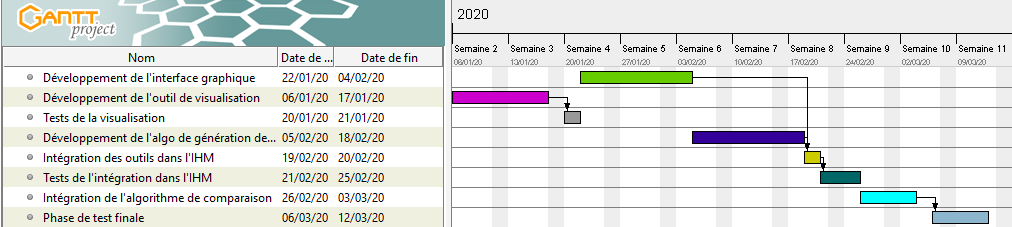 GANTT
project
2020
Semaine 2 Semaine 3 Semaine 4 Semaine 5 Semaine 6 Semaine 7 Semaine 8 Semaine 9 Semaine 10 Semaine 11
06/01/20 13/01/20 20/01/20 27/01/20 03/02/20 10/02/20 17/02/20 24/02/20 02/03/20 09/03/20
Nom Date de ... Date de fin
Développement de l'interface graphique 22/01/20 04/02/20
Développement de l'outil de visualisation 06/01/20 17/01/20
Tests de la visualisation 20/01/20 21/01/20
Développement de l'algo de génération de... 05/02/20 18/02/20
Intégration des outils dans l'IHM 19/02/20 20/02/20
Tests de l'intégration dans l'IHM 21/02/20 25/02/20
Intégration de l'algorithme de comparaison 26/02/20 03/03/20
Phase de test finale 06/03/20 12/03/20